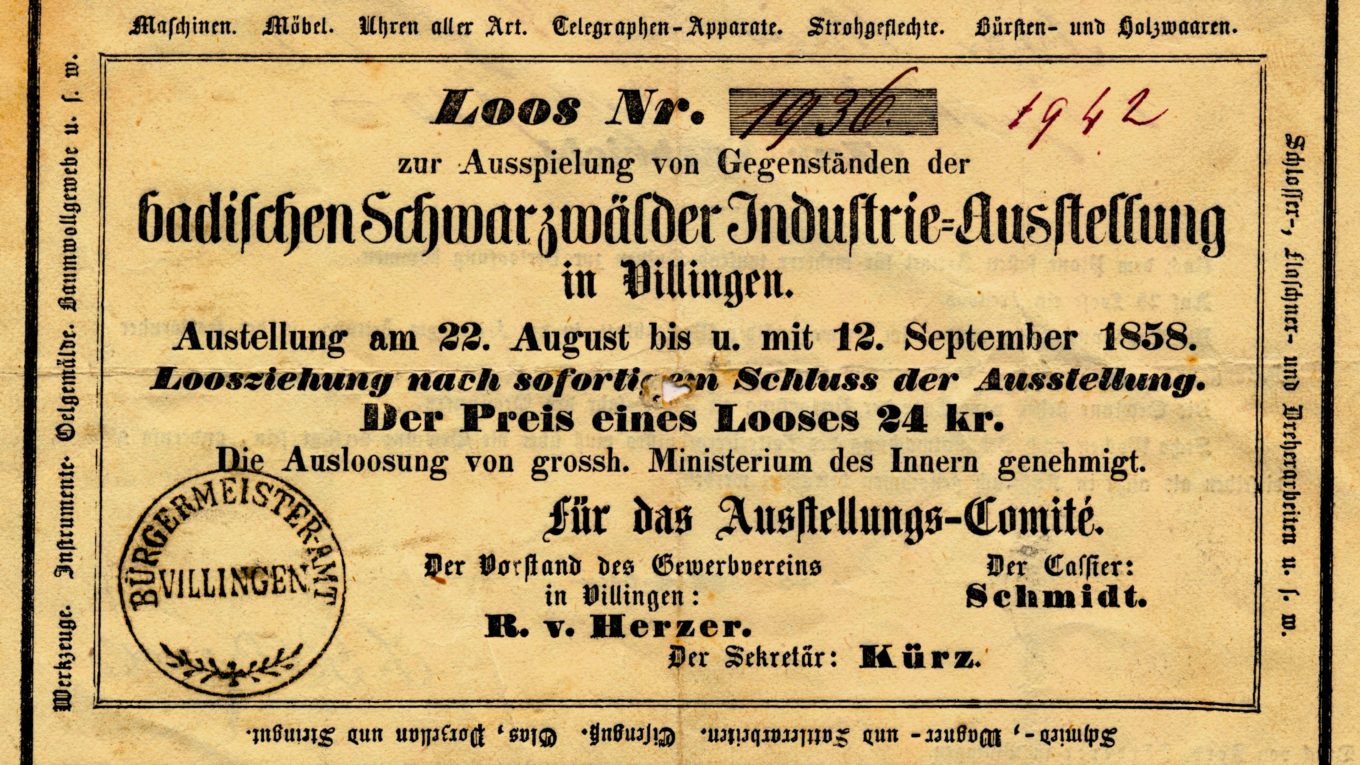 Maschinen. Möbel. Uhren aller Art. Telegraphen-Apparate. Strohgeflechte. Bürsten- und Holzwaaren.
Werkzeuge. Instrumente. Oelgemälde. Baumwollgewebe u. s. w.
Loos Nr. 1936. 1942
zur Ausspielung von Gegenständen der
badischen Schwarzwälder Industrie-Ausstellung
in Villingen.
Austellung am 22. August bis u. mit 12. September 1858.
Loosziehung nach sofortigem Schluss der Ausstellung.
Der Preis eines Looses 24 kr.
Die Ausloosung von grossh. Ministerium des Innern genehmigt.
Für das Ausstellungs-Comité.
Der Vorstand des Gewerbvereins
in Villingen:
R. v. Herzer.
Der Cassier:
Schmidt.
Der Sekretär: Kürz.
BÜRGERMEISTER-AMT
VILLINGEN
Schlosser-, Flaschner- und Dreherarbeiten u. s. w.
Schmied-, Wagner- und Sattlerarbeiten. Eisenguß. Glas, Porzellan und Steingut.